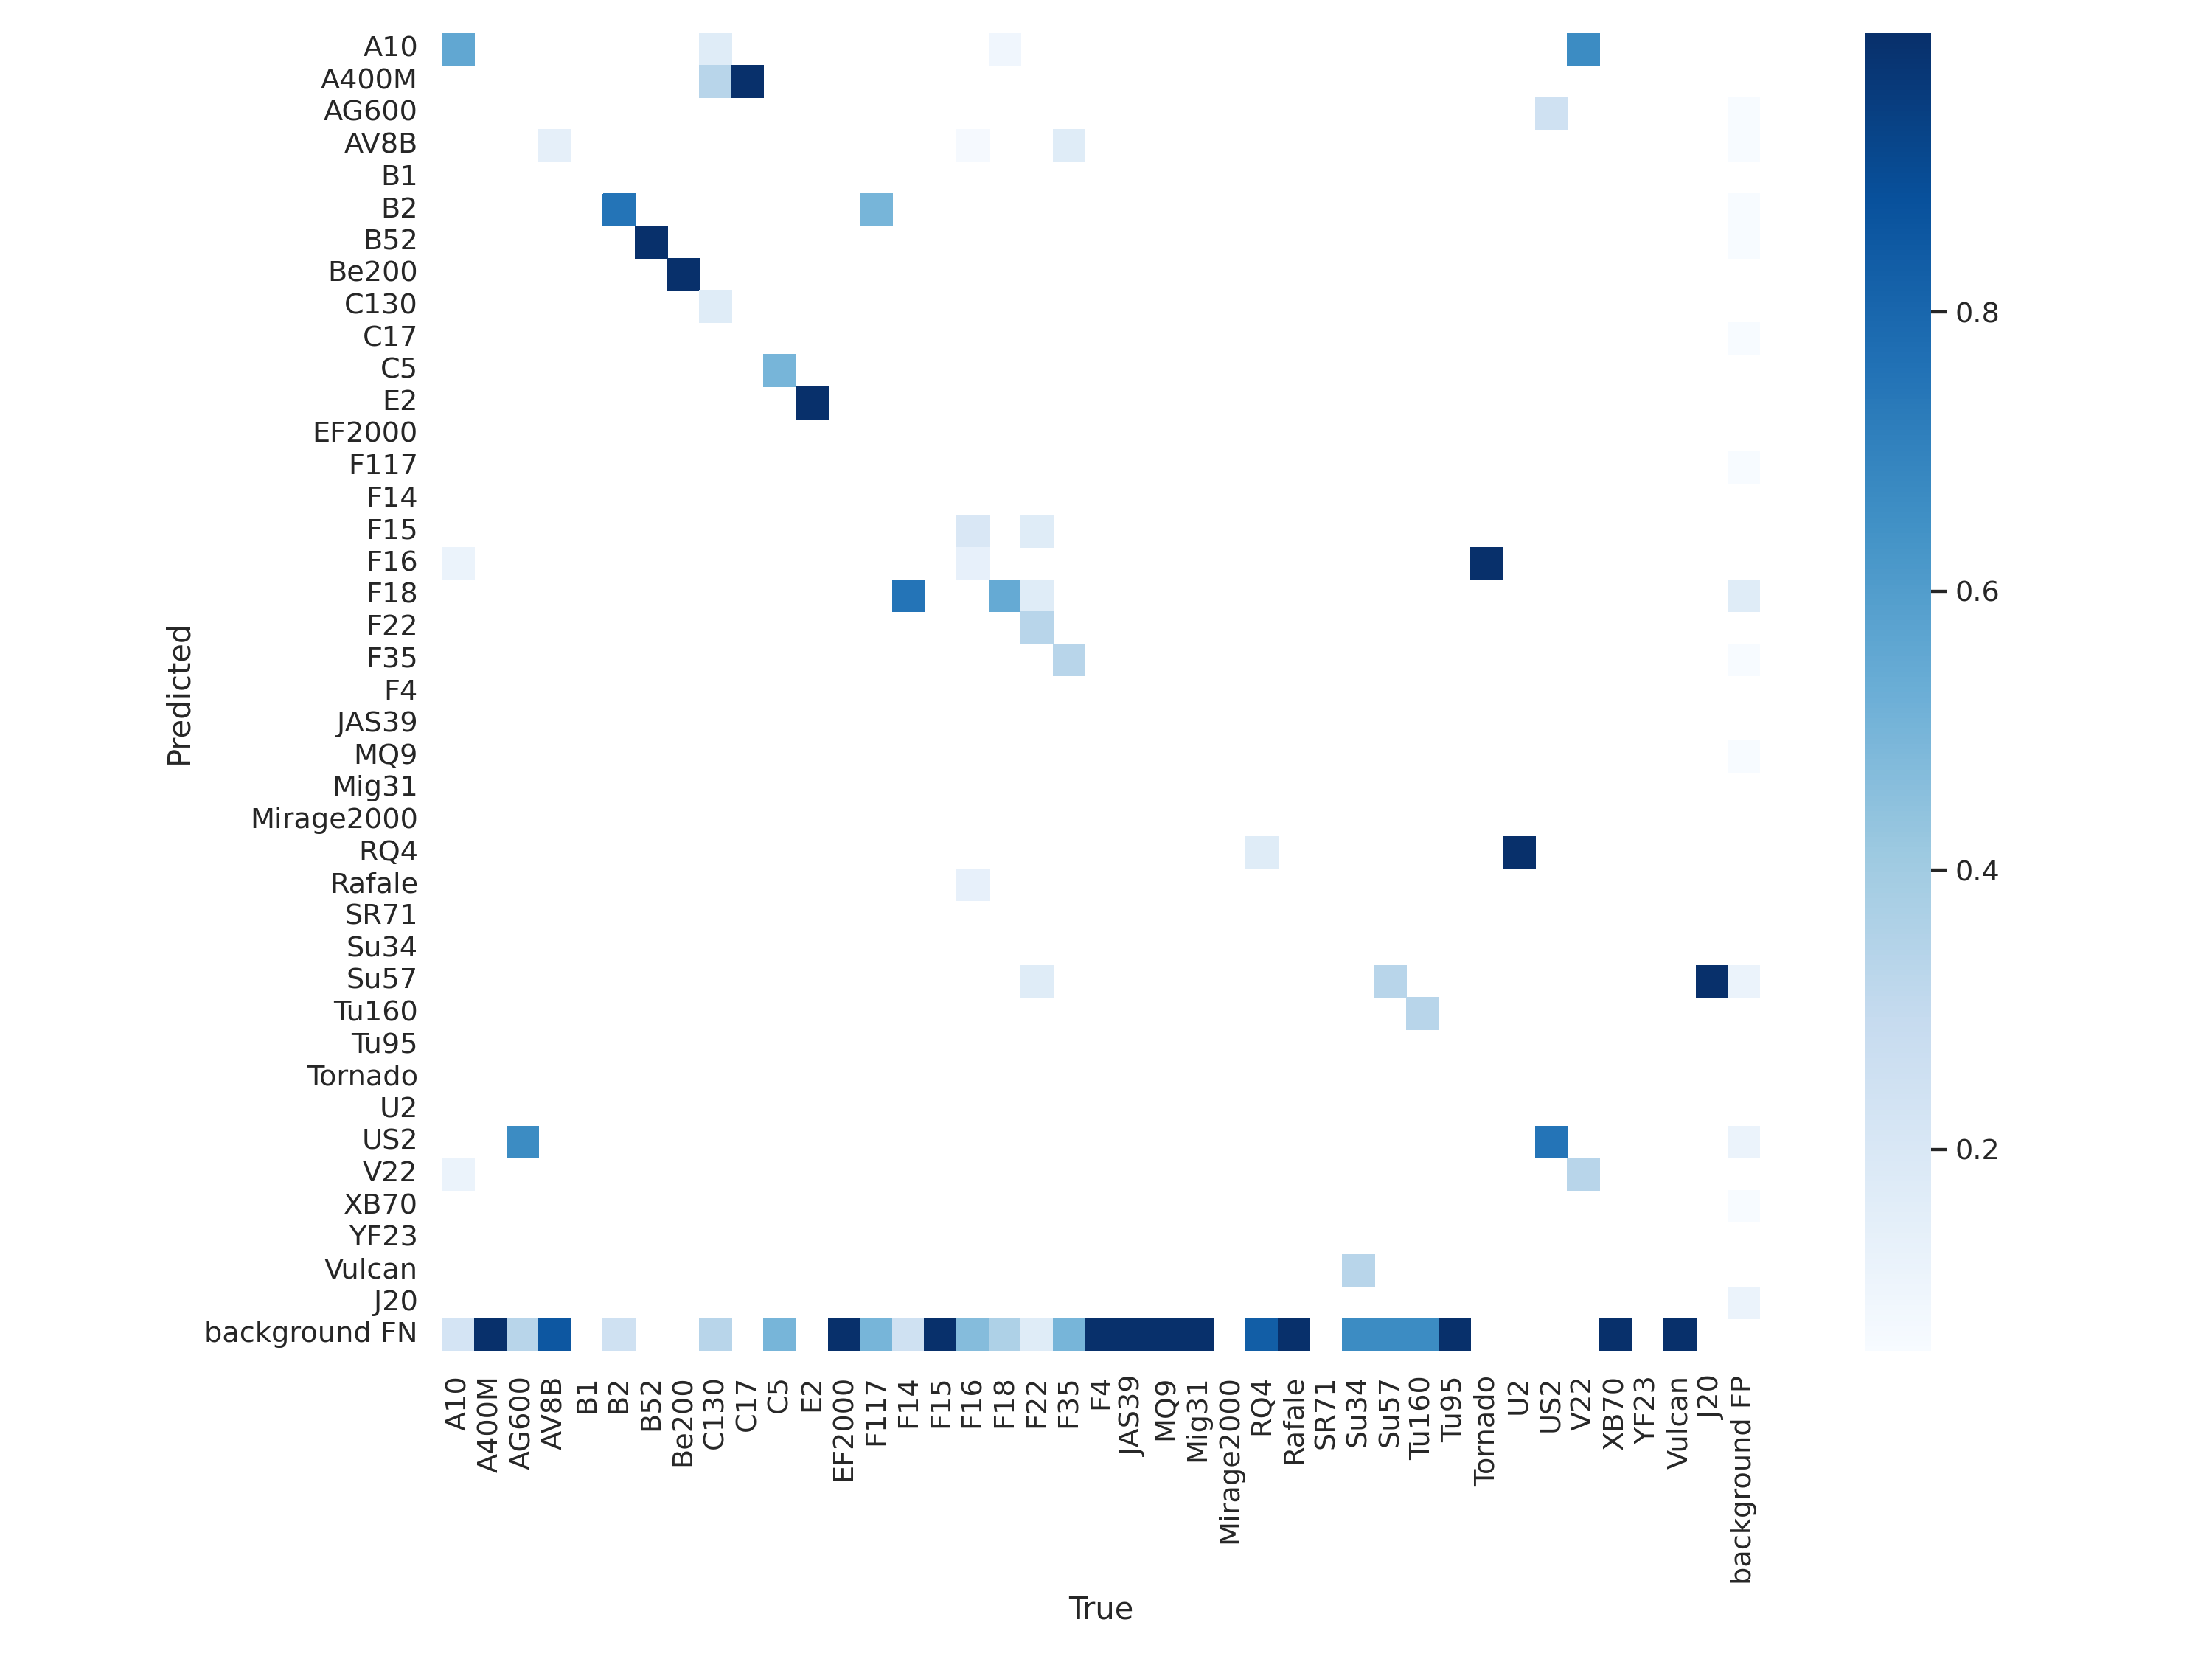 A10
A400M
AG600
AV8B
B1
B2
B52
Be200
C130
C17
C5
E2
EF2000
F117
F14
F15
F16
F18
F22
F35
F4
JAS39
MQ9
Mig31
Mirage2000
RQ4
Rafale
SR71
Su34
Su57
Tu160
Tu95
Tornado
U2
US2
V22
XB70
YF23
Vulcan
J20
background FN
Predicted
A10
A400M
AG600
AV8B
B1
B2
B52
Be200
C130
C17
C5
E2
EF2000
F117
F14
F15
F16
F18
F22
F35
F4
JAS39
MQ9
Mig31
Mirage2000
RQ4
Rafale
SR71
Su34
Su57
Tu160
Tu95
Tornado
U2
US2
V22
XB70
YF23
Vulcan
J20
background FP
True
0.8
0.6
0.4
0.2